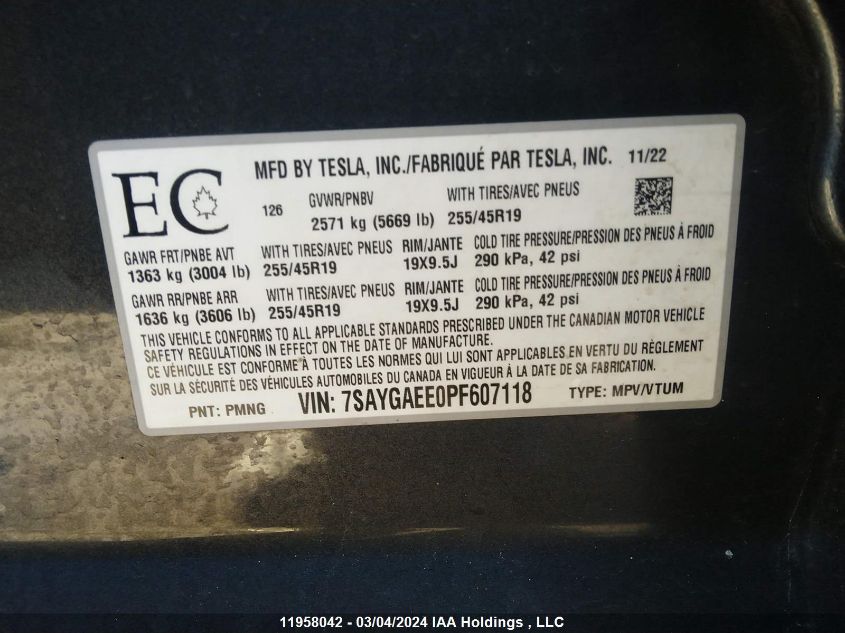 EC
MFD BY TESLA, INC./FABRIQUÉ PAR TESLA, INC. 11/22
126 GVWR/PNBV WITH TIRES/AVEC PNEUS
2571 kg (5669 lb) 255/45R19
GAWR FRT/PNBE AVT WITH TIRES/AVEC PNEUS RIM/JANTE COLD TIRE PRESSURE/PRESSION DES PNEUS À FROID
1363 kg (3004 lb) 255/45R19 19X9.5J 290 kPa, 42 psi
GAWR RR/PNBE ARR WITH TIRES/AVEC PNEUS RIM/JANTE COLD TIRE PRESSURE/PRESSION DES PNEUS À FROID
1636 kg (3606 lb) 255/45R19 19X9.5J 290 kPa, 42 psi
THIS VEHICLE CONFORMS TO ALL APPLICABLE STANDARDS PRESCRIBED UNDER THE CANADIAN MOTOR VEHICLE
SAFETY REGULATIONS IN EFFECT ON THE DATE OF MANUFACTURE.
CE VÉHICULE EST CONFORME À TOUTES LES NORMES QUI LUI SONT APPLICABLES EN VERTU DU RÈGLEMENT
SUR LA SÉCURITÉ DES VÉHICULES AUTOMOBILES DU CANADA EN VIGUEUR À LA DATE DE SA FABRICATION.
PNT: PMNG VIN: 7SAYGAEE0PF607118 TYPE: MPV/VTUM
11958042 - 03/04/2024 IAA Holdings , LLC